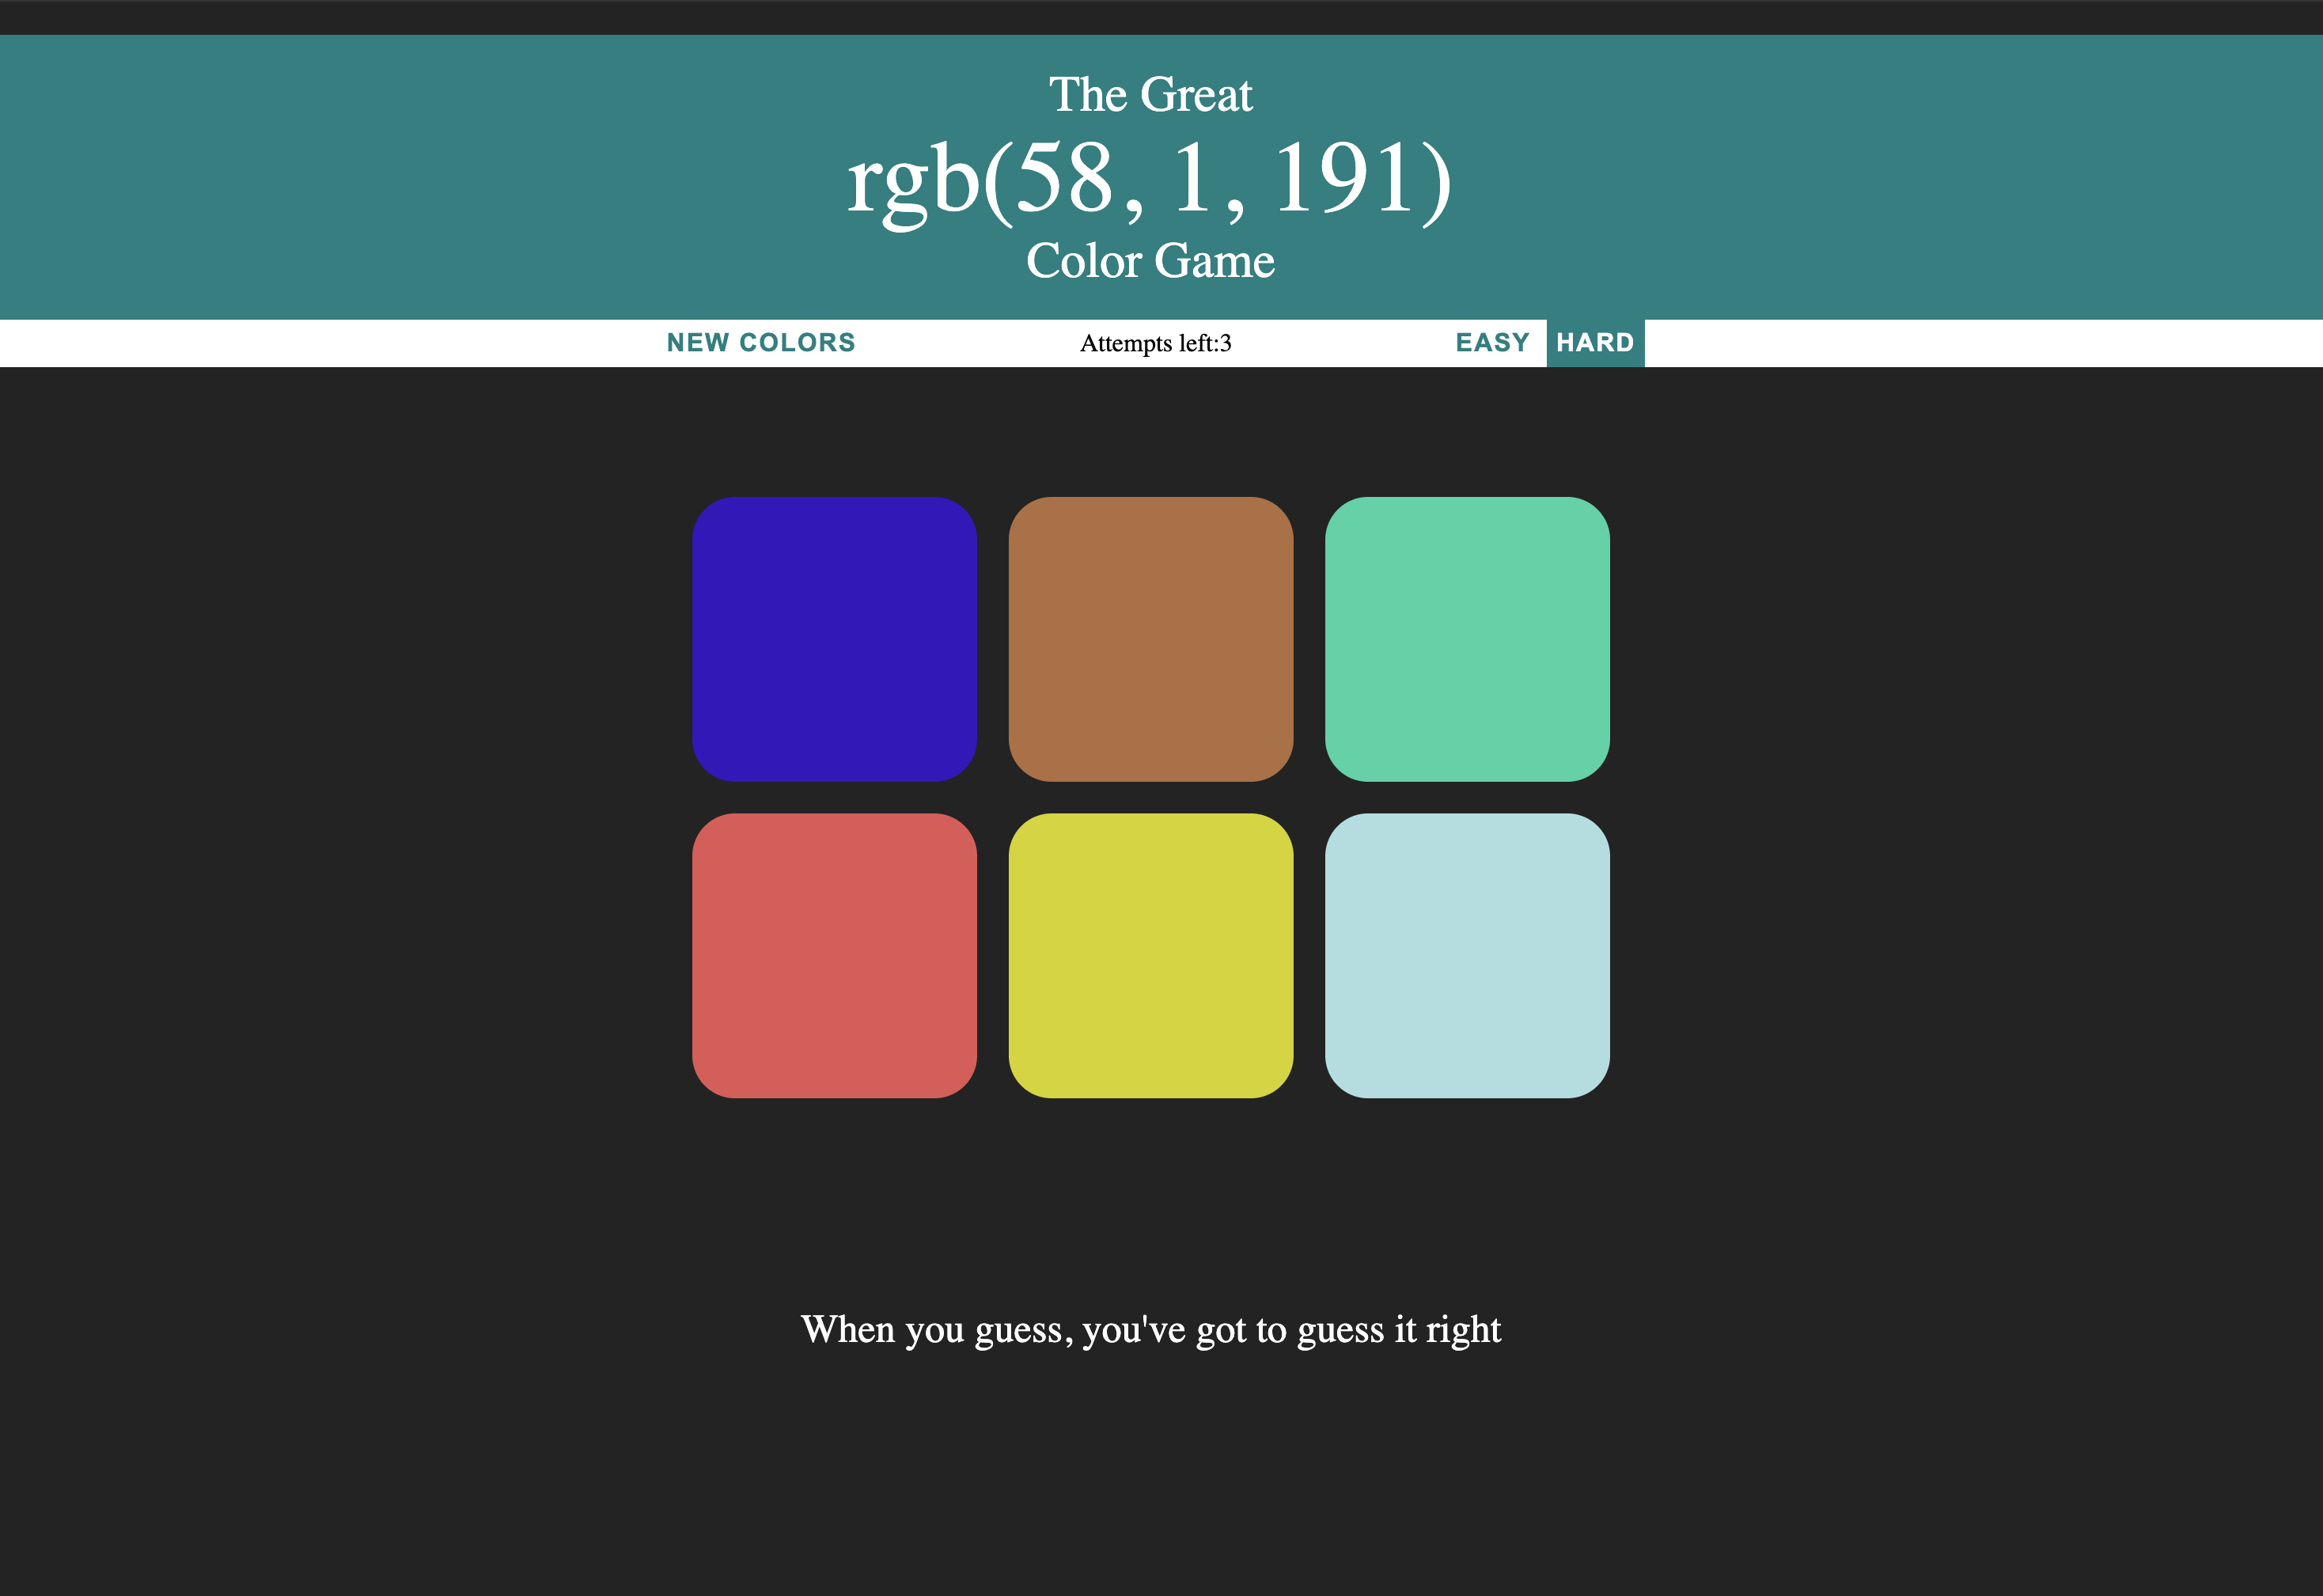 The Great
rgb(58, 1, 191)
Color Game
NEW COLORS Attempts left:3 EASY HARD
When you guess, you've got to guess it right